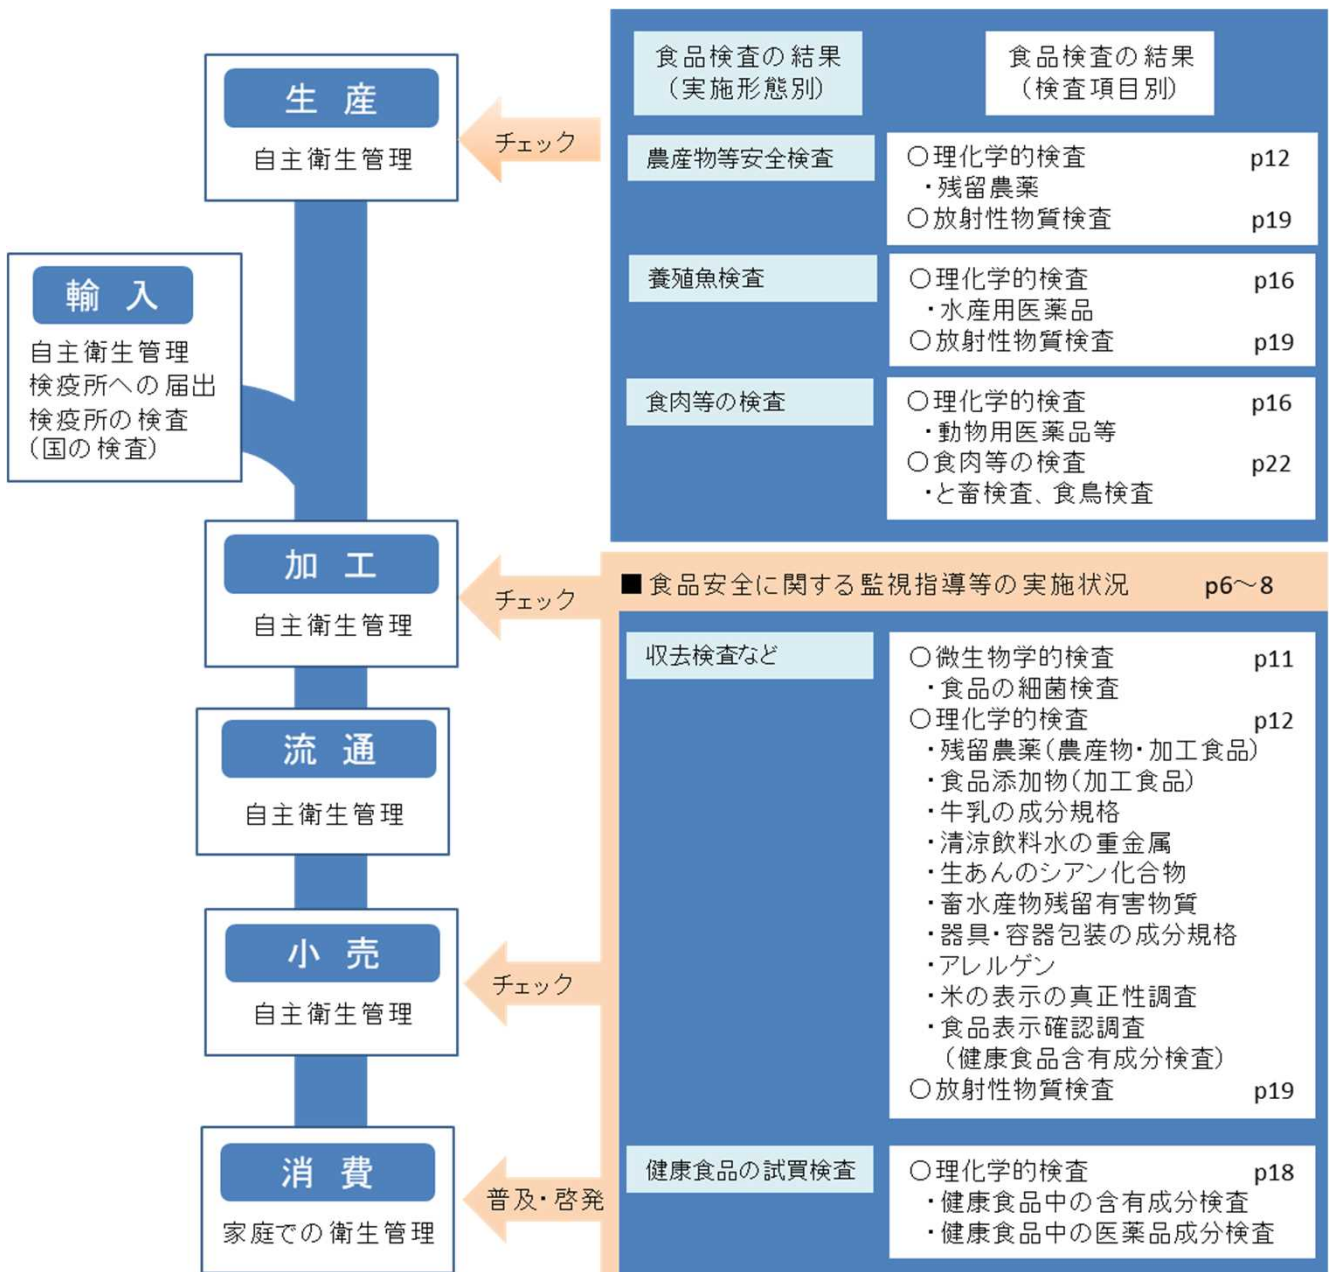 生 産
自主衛生管理
チェック
輸 入
自主衛生管理
検疫所への届出
検疫所の検査
(国の検査)
加 工
自主衛生管理
チェック
流 通
自主衛生管理
小 売
自主衛生管理
チェック
消 費
家庭での衛生管理
普及・啓発
食品検査の結果
(実施形態別)
食品検査の結果
(検査項目別)
農産物等安全検査
○理化学的検査 p12
・残留農薬
○放射性物質検査 p19
養殖魚検査
○理化学的検査 p16
・水産用医薬品
○放射性物質検査 p19
食肉等の検査
○理化学的検査 p16
・動物用医薬品等
○食肉等の検査 p22
・と畜検査、食鳥検査
■食品安全に関する監視指導等の実施状況 p6～8
収去検査など
○微生物学的検査 p11
・食品の細菌検査
○理化学的検査 p12
・残留農薬(農産物・加工食品)
・食品添加物(加工食品)
・牛乳の成分規格
・清涼飲料水の重金属
・生あんのシアン化合物
・畜水産物残留有害物質
・器具・容器包装の成分規格
・アレルゲン
・米の表示の真正性調査
・食品表示確認調査
(健康食品含有成分検査)
○放射性物質検査 p19
健康食品の試買検査
○理化学的検査 p18
・健康食品中の含有成分検査
・健康食品中の医薬品成分検査